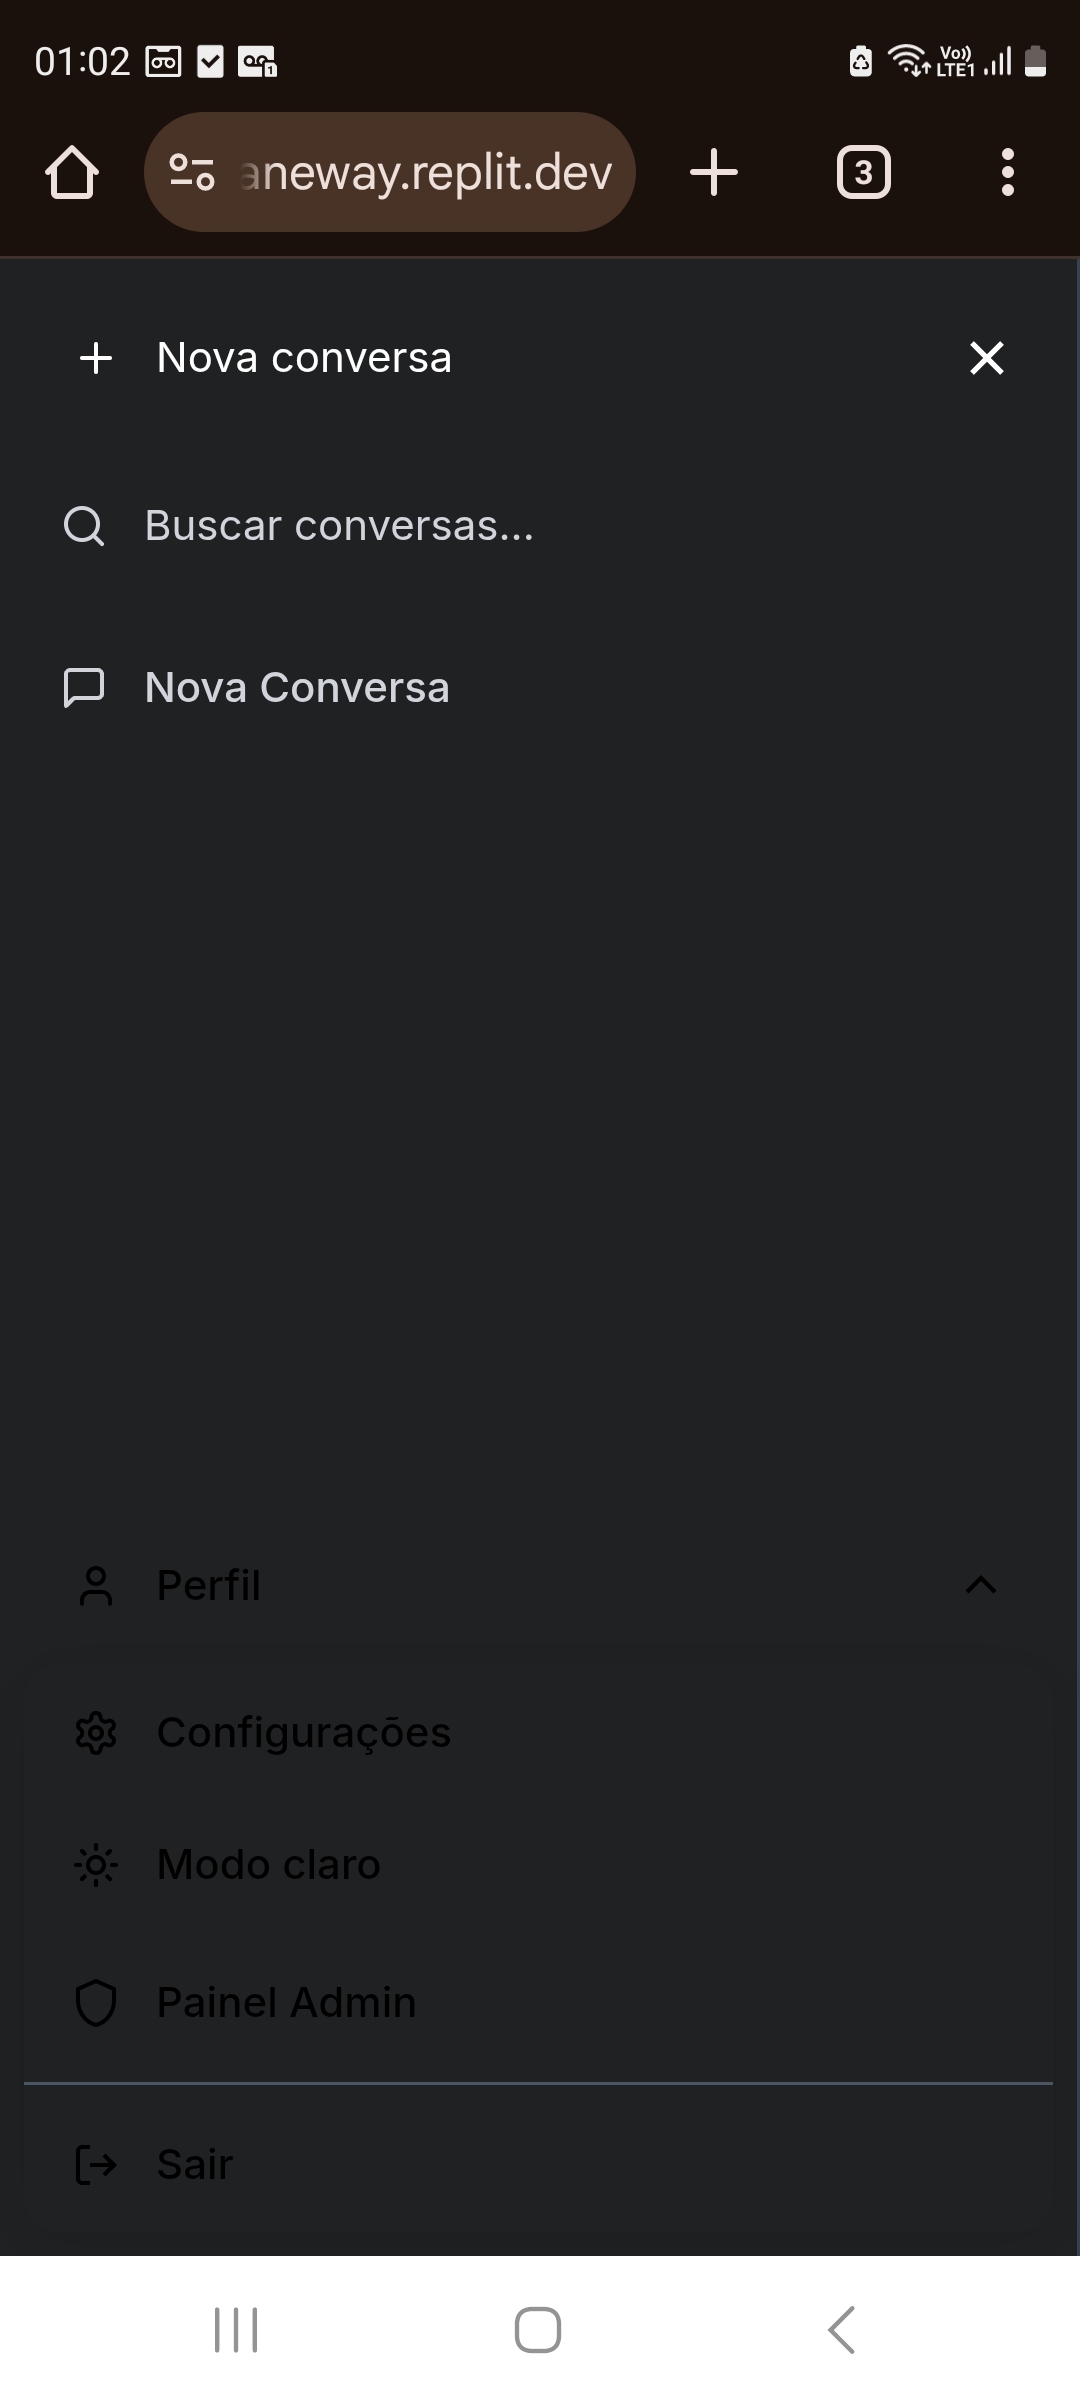 01:02
Vo))
LTE1
aneway.replit.dev
3
Nova conversa
Buscar conversas...
Nova Conversa
Perfil
Configurações
Modo claro
Painel Admin
Sair